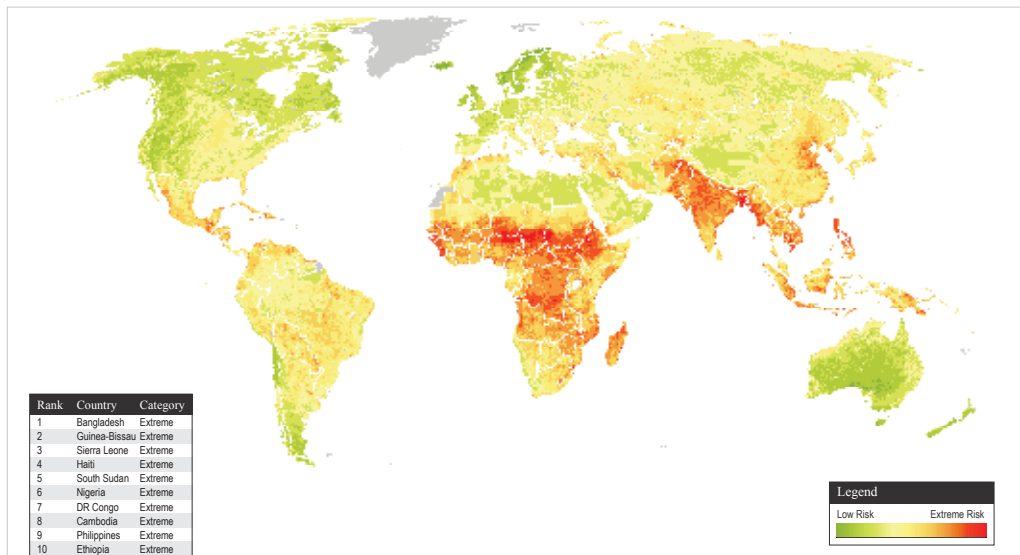 Rank Country Category
1 Bangladesh Extreme
2 Guinea-Bissau Extreme
3 Sierra Leone Extreme
4 Haiti Extreme
5 South Sudan Extreme
6 Nigeria Extreme
7 DR Congo Extreme
8 Cambodia Extreme
9 Philippines Extreme
10 Ethiopia Extreme
Legend
Low Risk Extreme Risk